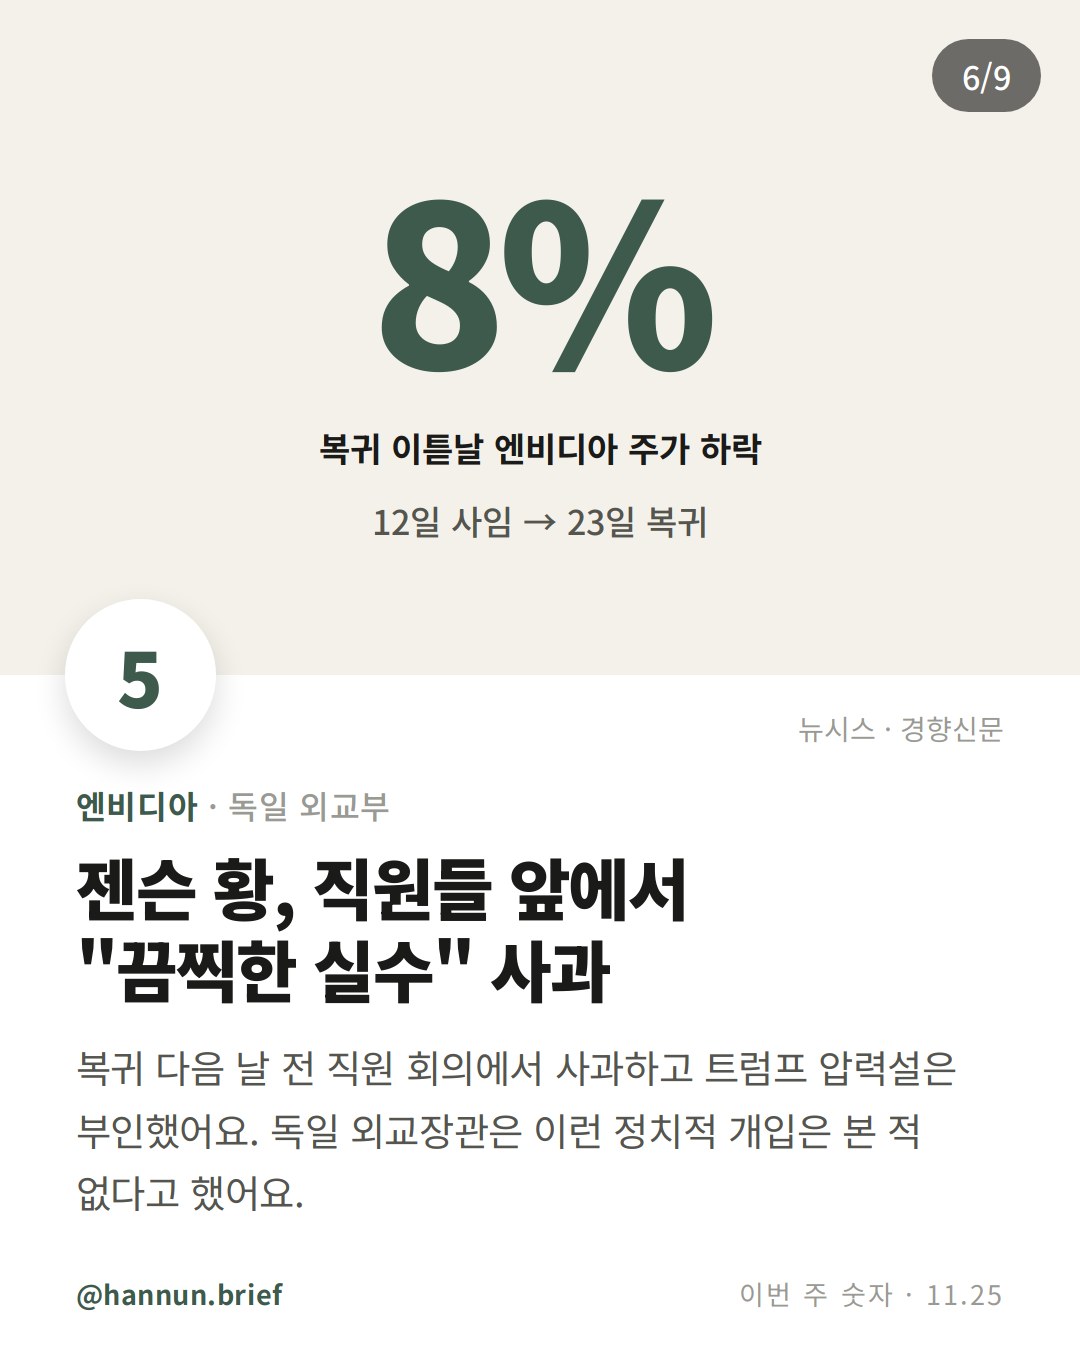 6/9
8%
복귀 이튿날 엔비디아 주가 하락
12일 사임 → 23일 복귀
5
뉴시스 · 경향신문
엔비디아 · 독일 외교부
젠슨 황, 직원들 앞에서
"끔찍한 실수" 사과
복귀 다음 날 전 직원 회의에서 사과하고 트럼프 압력설은
부인했어요. 독일 외교장관은 이런 정치적 개입은 본 적
없다고 했어요.
@hannun.brief
이번 주 숫자 · 11.25